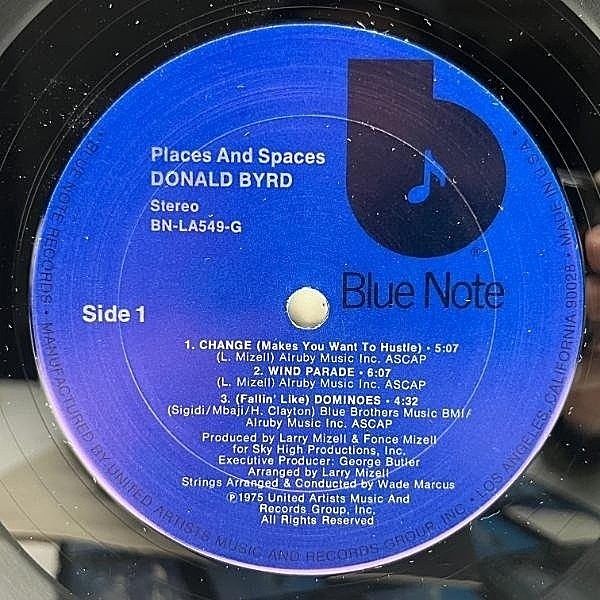 Places And Spaces
DONALD BYRD
Stereo
BN-LA549-G
®
Blue Note
Side 1
1. CHANGE (Makes You Want To Hustle) • 5:07
(L. Mizell) Alruby Music Inc. ASCAP
2. WIND PARADE • 6:07
(L. Mizell) Alruby Music Inc. ASCAP
3. (Fallin' Like) DOMINOES • 4:32
(Sigidi/Mbaji/H. Clayton) Blue Brothers Music BMI/
Alruby Music Inc. ASCAP
Produced by Larry Mizell & Fonce Mizell
for Sky High Productions, Inc.
Executive Producer: George Butler
Arranged by Larry Mizell
Strings Arranged & Conducted by Wade Marcus
℗1975 United Artists Music And
Records Group, Inc.
All Rights Reserved
• BLUE NOTE RECORDS • MANUFACTURED BY UNITED ARTISTS MUSIC AND RECORDS GROUP, INC. • LOS ANGELES, CALIFORNIA 90028 • MADE IN U.S.A. •